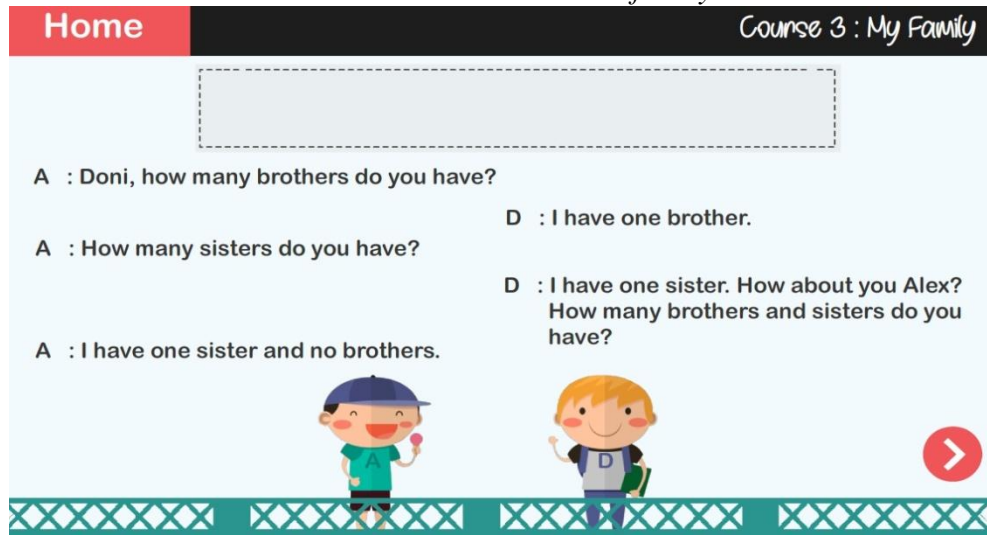 Home
Course 3 : My Family
A : Doni, how many brothers do you have?
D : I have one brother.
A : How many sisters do you have?
D : I have one sister. How about you Alex?
How many brothers and sisters do you
have?
A : I have one sister and no brothers.
A
D